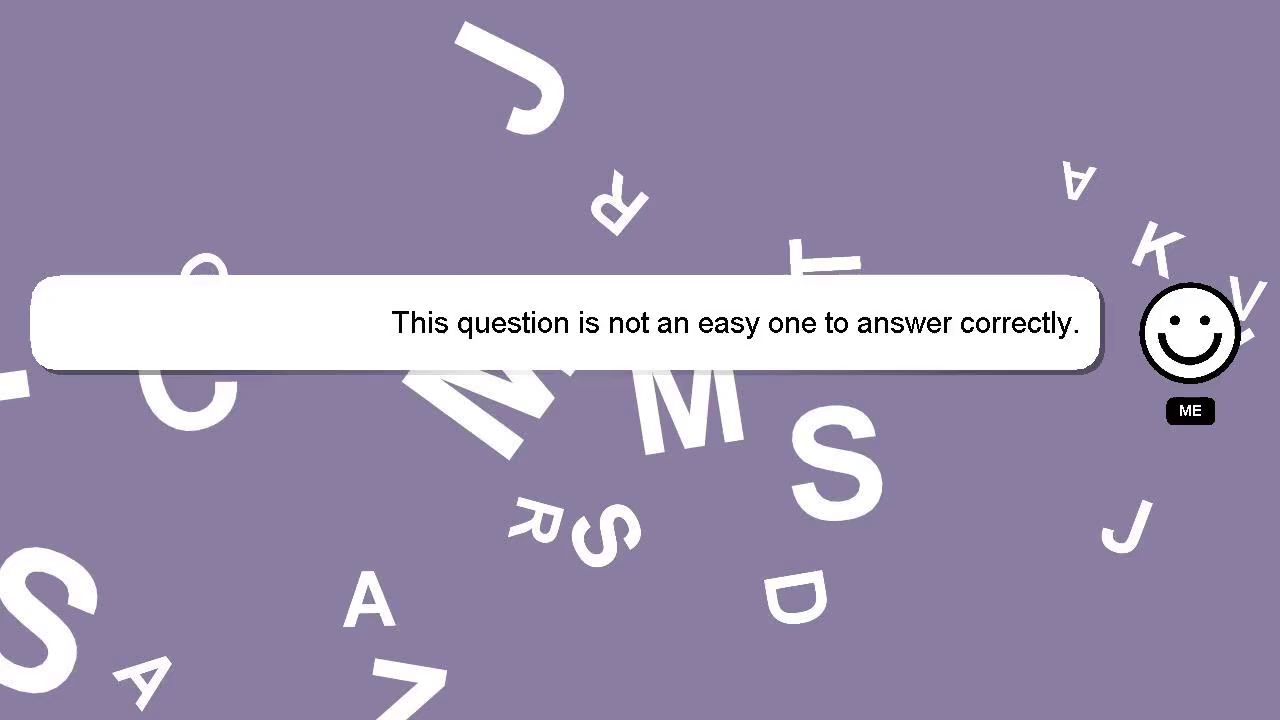 J
R
A
K
T
V
This question is not an easy one to answer correctly.
ME
C
M
S
R
S
J
S
A
D
A
Z